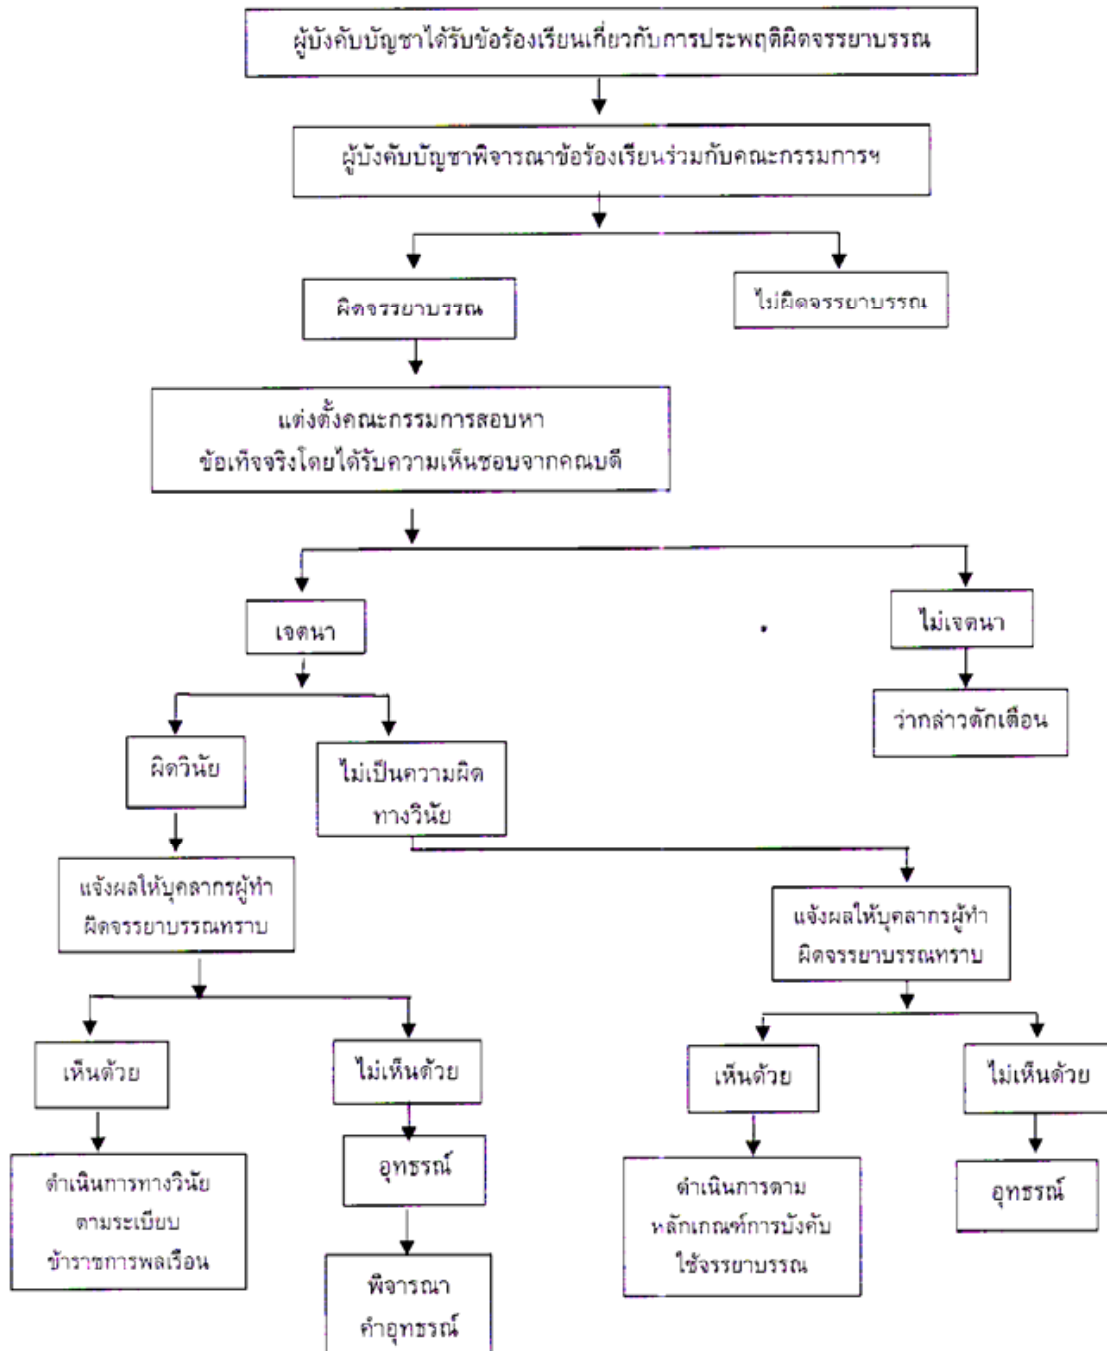 ผู้บังคับบัญชาได้รับข้อร้องเรียนเกี่ยวกับการประพฤติผิดจรรยาบรรณ
ผู้บังคับบัญชาพิจารณาข้อร้องเรียนร่วมกับคณะกรรมการฯ
ผิดจรรยาบรรณ
ไม่ผิดจรรยาบรรณ
แต่งตั้งคณะกรรมการสอบหา
ข้อเท็จจริงโดยได้รับความเห็นชอบจากคณบดี
เจตนา
ไม่เจตนา
ว่ากล่าวตักเตือน
ผิดวินัย
ไม่เป็นความผิด
ทางวินัย
แจ้งผลให้บุคลากรผู้ทำ
ผิดจรรยาบรรณทราบ
แจ้งผลให้บุคลากรผู้ทำ
ผิดจรรยาบรรณทราบ
เห็นด้วย
ไม่เห็นด้วย
เห็นด้วย
ไม่เห็นด้วย
ดำเนินการทางวินัย
ตามระเบียบ
ข้าราชการพลเรือน
อุทธรณ์
พิจารณา
คำอุทธรณ์
ดำเนินการตาม
หลักเกณฑ์การบังคับ
ใช้จรรยาบรรณ
อุทธรณ์